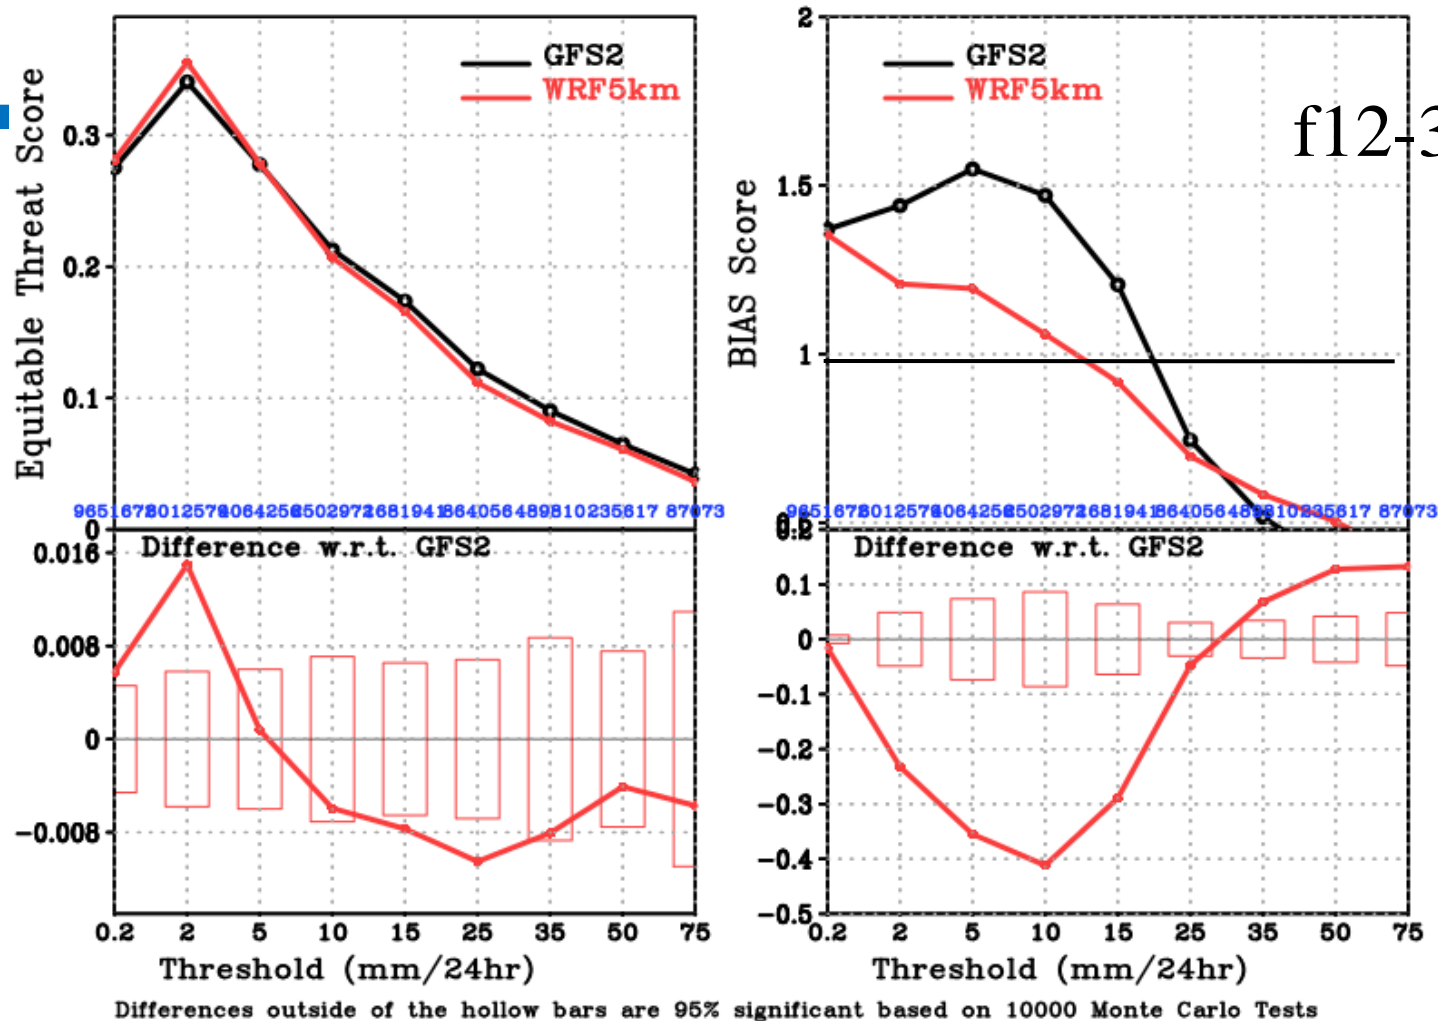 GFS2
WRF5km
Equitable Threat Score
0.3
0.2
0.1
0
Difference w.r.t. GFS2
0.016
0.008
0
-0.008
0.2 2 5 10 15 25 35 50 75
Threshold (mm/24hr)
f12-3
GFS2
WRF5km
BIAS Score
2
1.5
1
Difference w.r.t. GFS2
0.2
0.1
0
-0.1
-0.2
-0.3
-0.4
-0.5
0.2 2 5 10 15 25 35 50 75
Threshold (mm/24hr)
Differences outside of the hollow bars are 95% significant based on 10000 Monte Carlo Tests